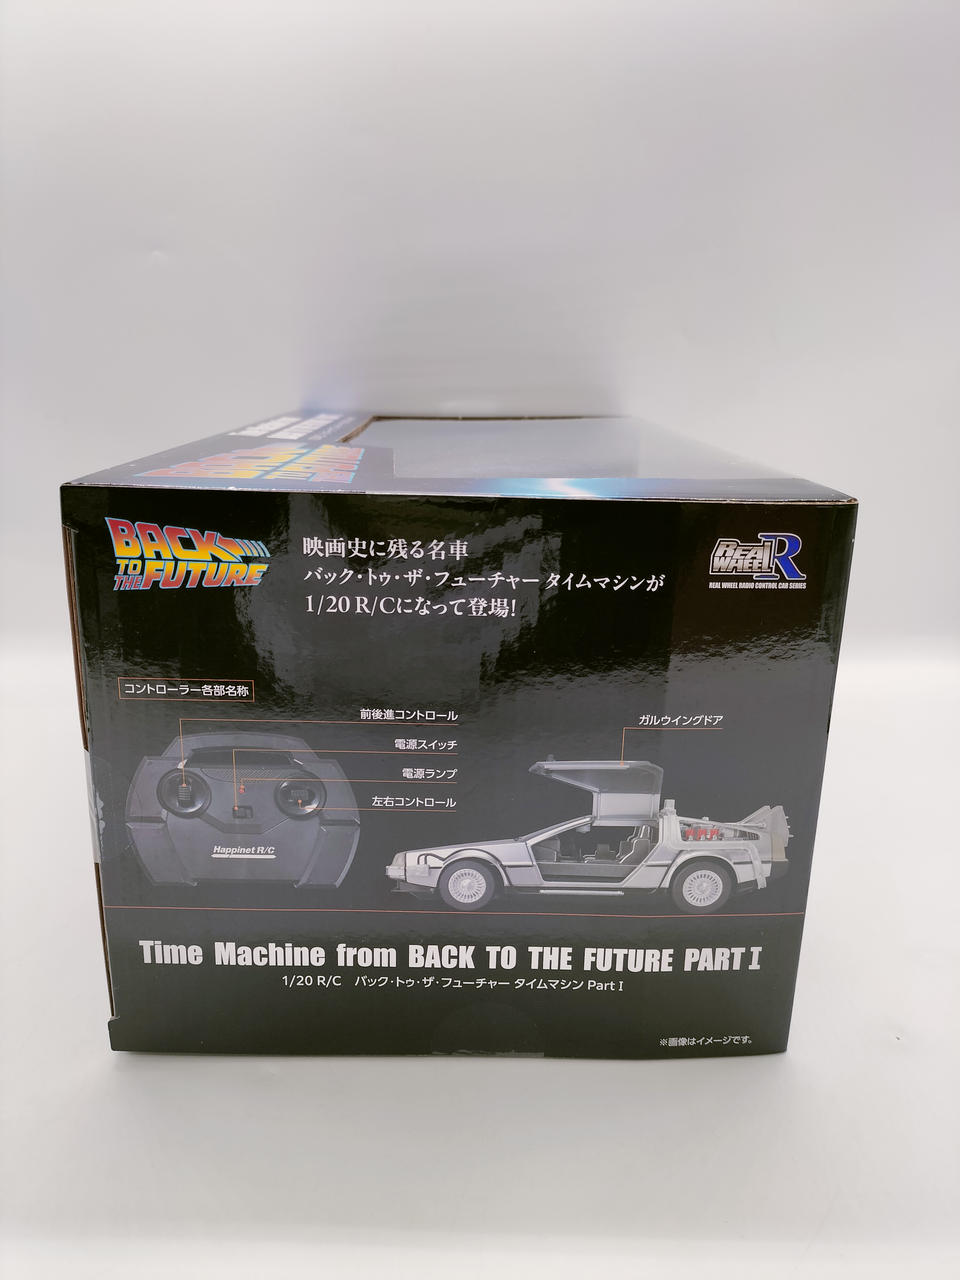 BACK
TO
THE FUTURE
映画史に残る名車
バック・トゥ・ザ・フューチャー タイムマシンが
1/20 R/Cになって登場!
REAL
WHEEL R
REAL WHEEL RADIO CONTROL CAR SERIES
コントローラー各部名称
前後進コントロール
電源スイッチ
電源ランプ
左右コントロール
ガルウイングドア
Happinet R/C
Time Machine from BACK TO THE FUTURE PART I
1/20 R/C バック・トゥ・ザ・フューチャー タイムマシン Part I
※画像はイメージです。